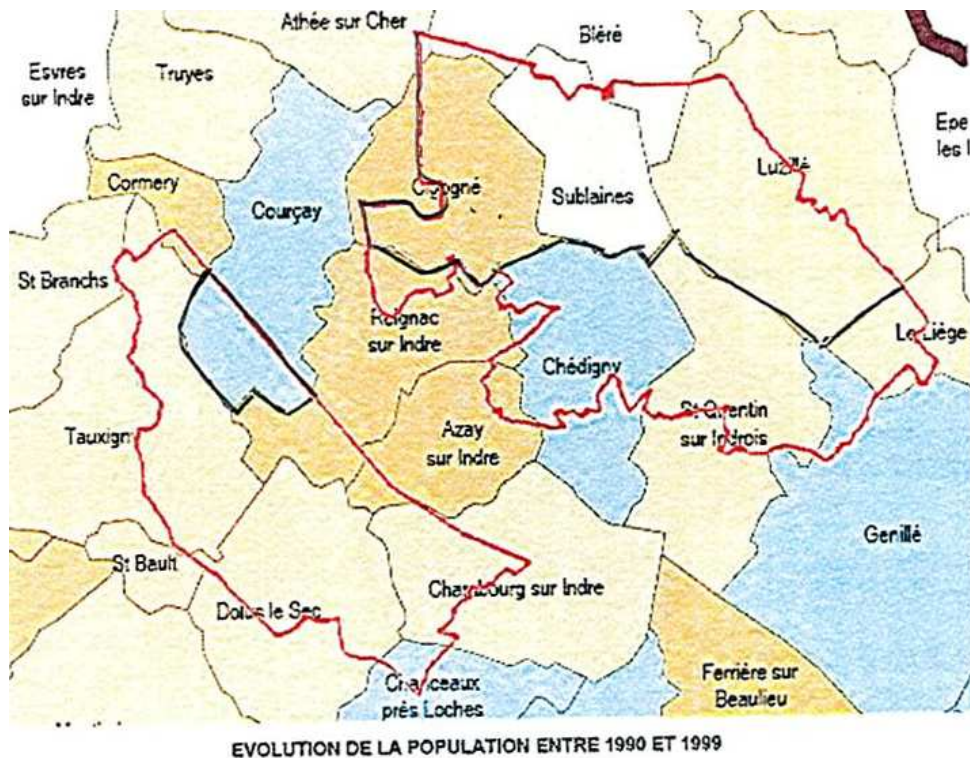 Athée sur Cher
Bléré
Esvres
sur Indre
Truyes
Epe
les
Cormery
Cigogné
Luzillé
Courçay
Sublaines
St Branchs
Reignac
sur Indre
Le Liège
Chédigny
St Quentin
sur Indrois
Tauxign
Azay
sur Indre
Genillé
St Bault
Dolus le Sec
Chambourg sur Indre
Ferrière sur
Beaulieu
Chanceaux
près Loches
EVOLUTION DE LA POPULATION ENTRE 1990 ET 1999